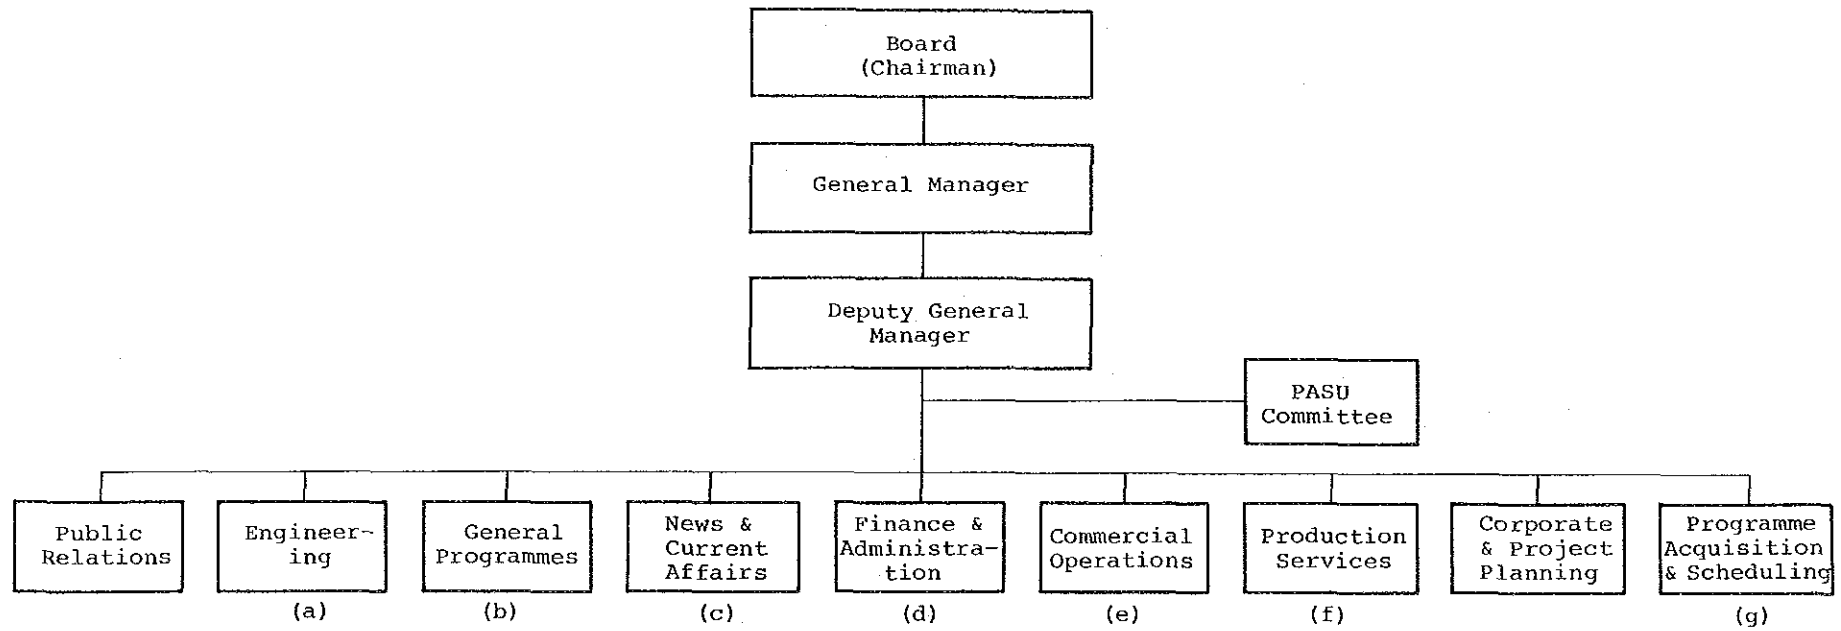 Board
(Chairman)
General Manager
Deputy General
Manager
PASU
Committee
Public
Relations
Engineer-
ing
General
Programmes
News &
Current
Affairs
Finance &
Administra-
tion
Commercial
Operations
Production
Services
Corporate
& Project
Planning
Programme
Acquisition
& Scheduling
(a)
(b)
(c)
(d)
(e)
(f)
(g)